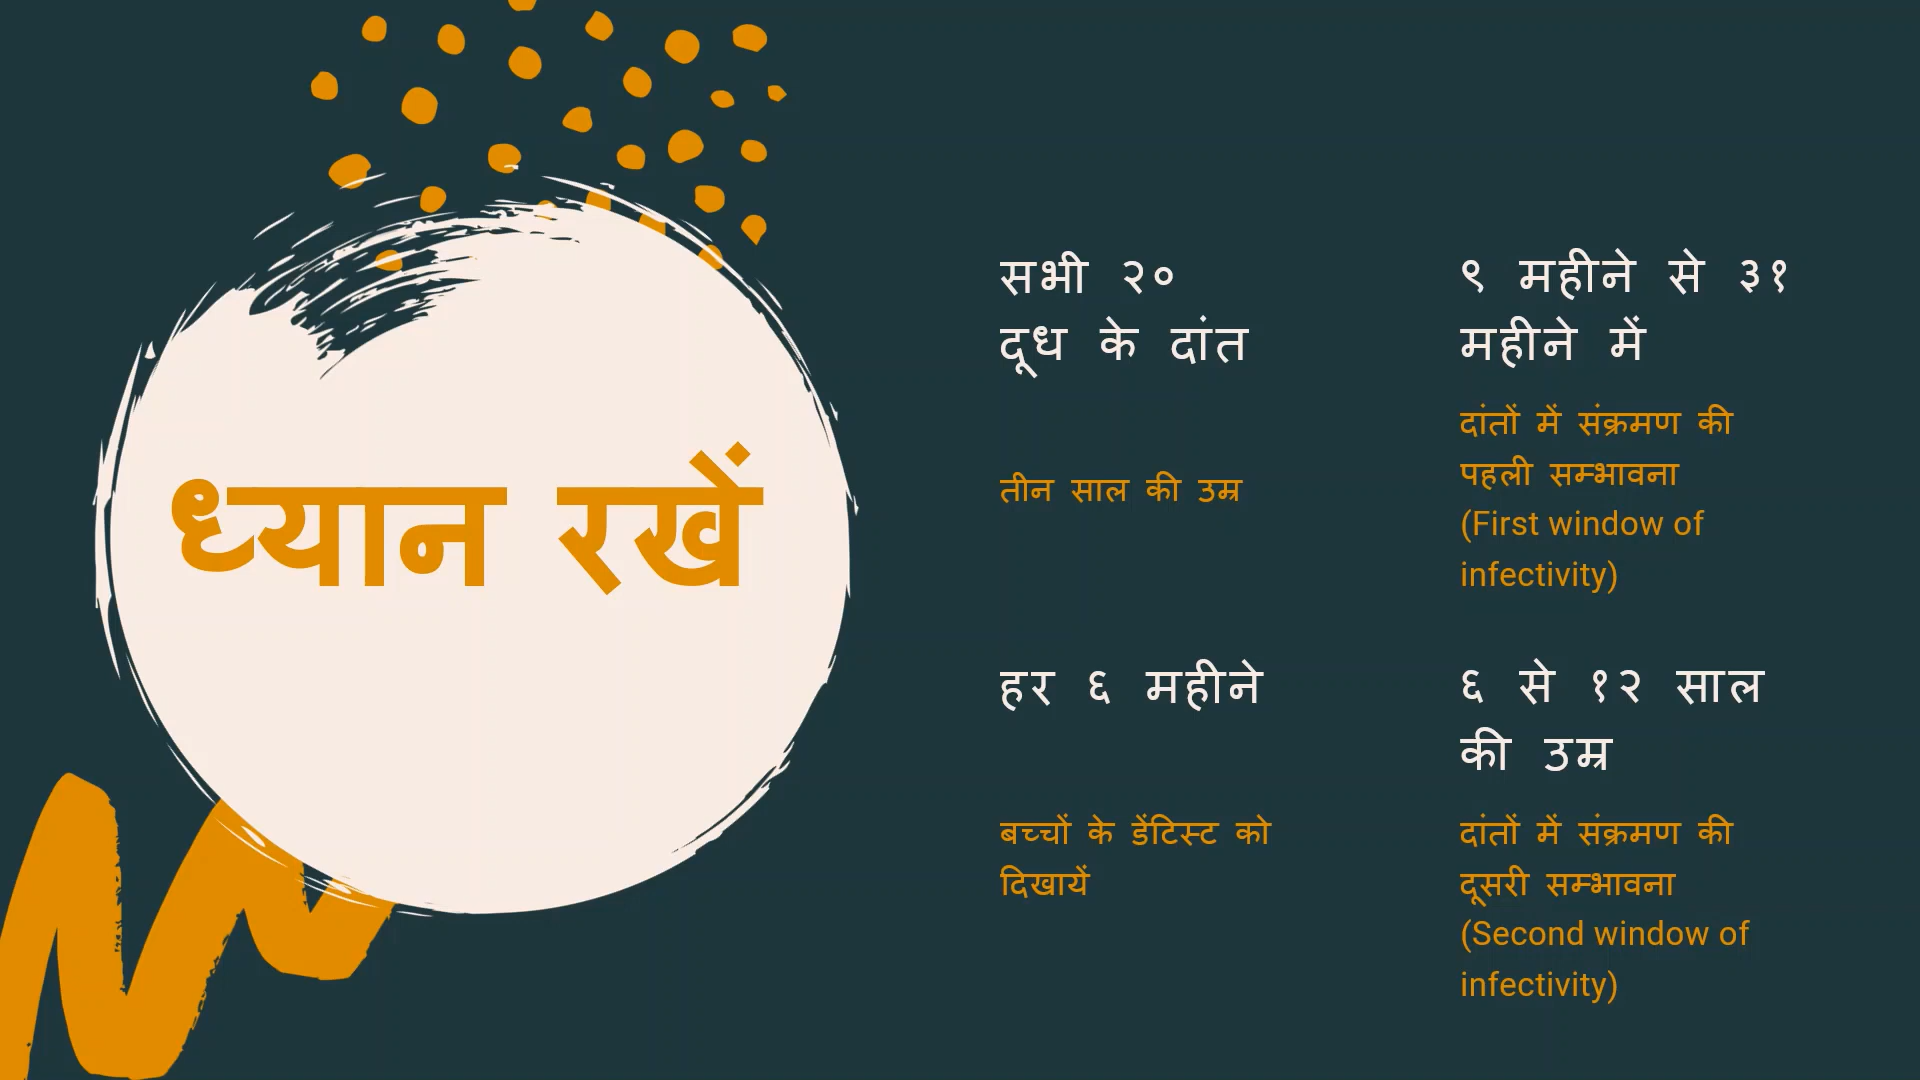 ध्यान रखें
सभी २०
दूध के दांत
तीन साल की उम्र
९ महीने से ३१
महीने में
दांतों में संक्रमण की
पहली सम्भावना
(First window of
infectivity)
हर ६ महीने
बच्चों के डेंटिस्ट को
दिखायें
६ से १२ साल
की उम्र
दांतों में संक्रमण की
दूसरी सम्भावना
(Second window of
infectivity)